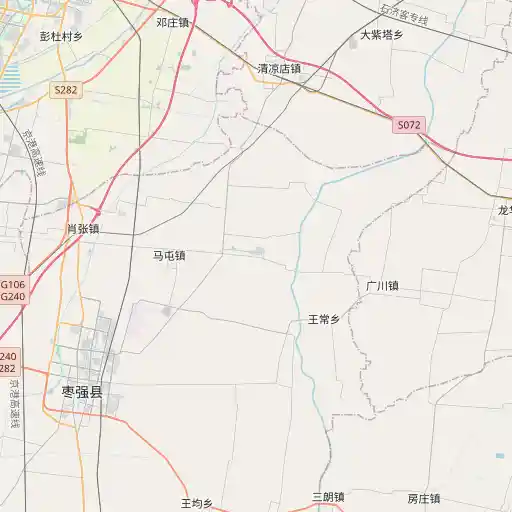 石济客专线
邓庄镇
彭杜村乡
大紫塔乡
清凉店镇
S282
S072
京港高速线
龙华
肖张镇
马屯镇
G106
G240
广川镇
王常乡
240
282
京港高速线
枣强县
王均乡
三朗镇
房庄镇